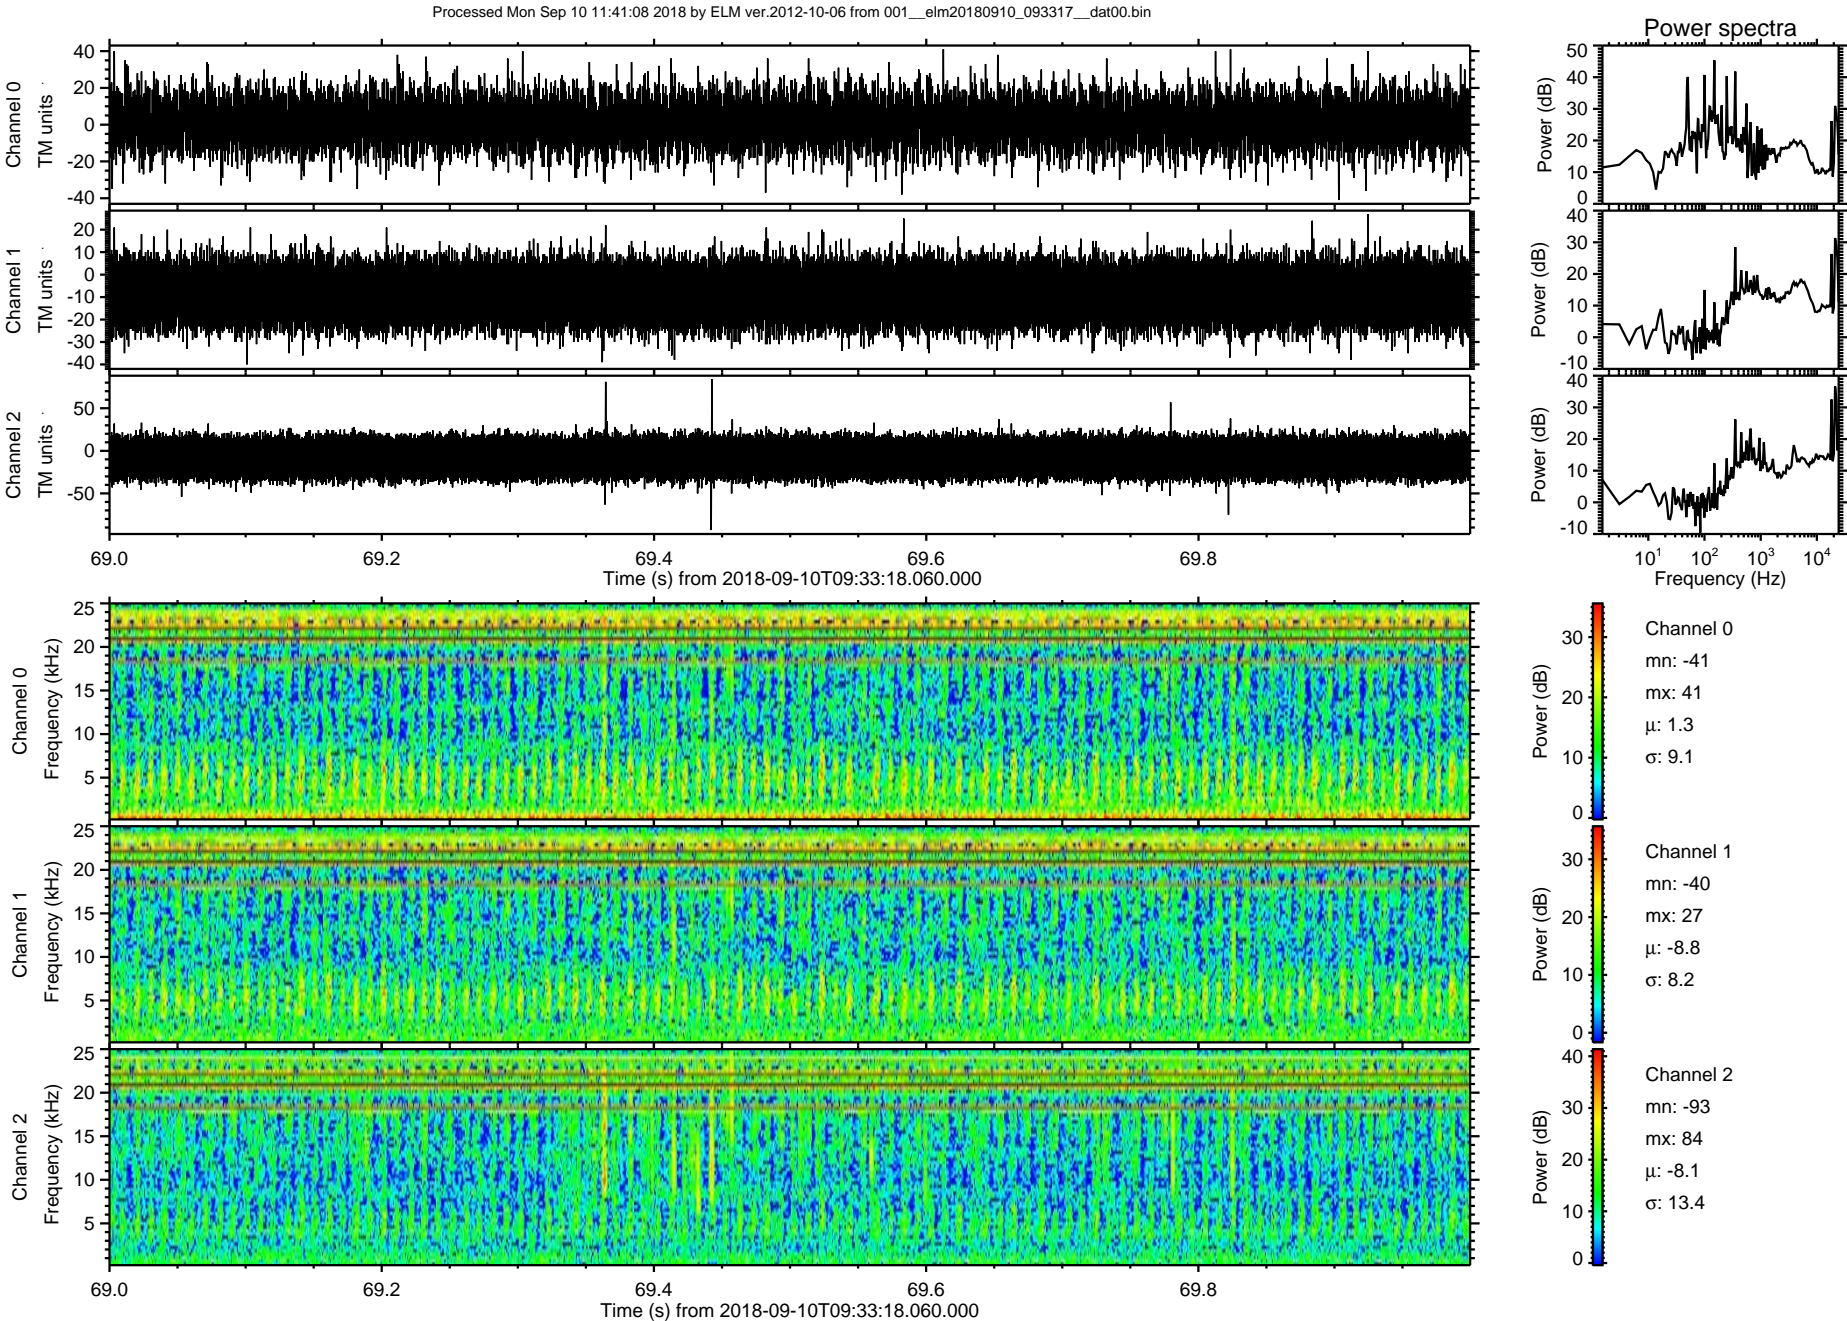 Processed Mon Sep 10 11:41:08 2018 by ELM ver.2012-10-06 from 001__elm20180910_093317__dat00.bin
Power spectra
Channel 0
TM units
40
20
0
-20
-40
Power (dB)
50
40
30
20
10
0
Channel 1
TM units
20
10
0
-10
-20
-30
-40
Power (dB)
40
30
20
10
0
-10
Channel 2
TM units
50
0
-50
Power (dB)
40
30
20
10
0
-10
69.0 69.2 69.4 69.6 69.8
Time (s) from 2018-09-10T09:33:18.060.000
10¹ 10² 10³ 10⁴
Frequency (Hz)
Channel 0
Frequency (kHz)
25
20
15
10
5
Power (dB)
30
20
10
0
Channel 0
mn: -41
mx: 41
μ: 1.3
σ: 9.1
Channel 1
Frequency (kHz)
25
20
15
10
5
Power (dB)
30
20
10
0
Channel 1
mn: -40
mx: 27
μ: -8.8
σ: 8.2
Channel 2
Frequency (kHz)
25
20
15
10
5
Power (dB)
40
30
20
10
0
Channel 2
mn: -93
mx: 84
μ: -8.1
σ: 13.4
69.0 69.2 69.4 69.6 69.8
Time (s) from 2018-09-10T09:33:18.060.000